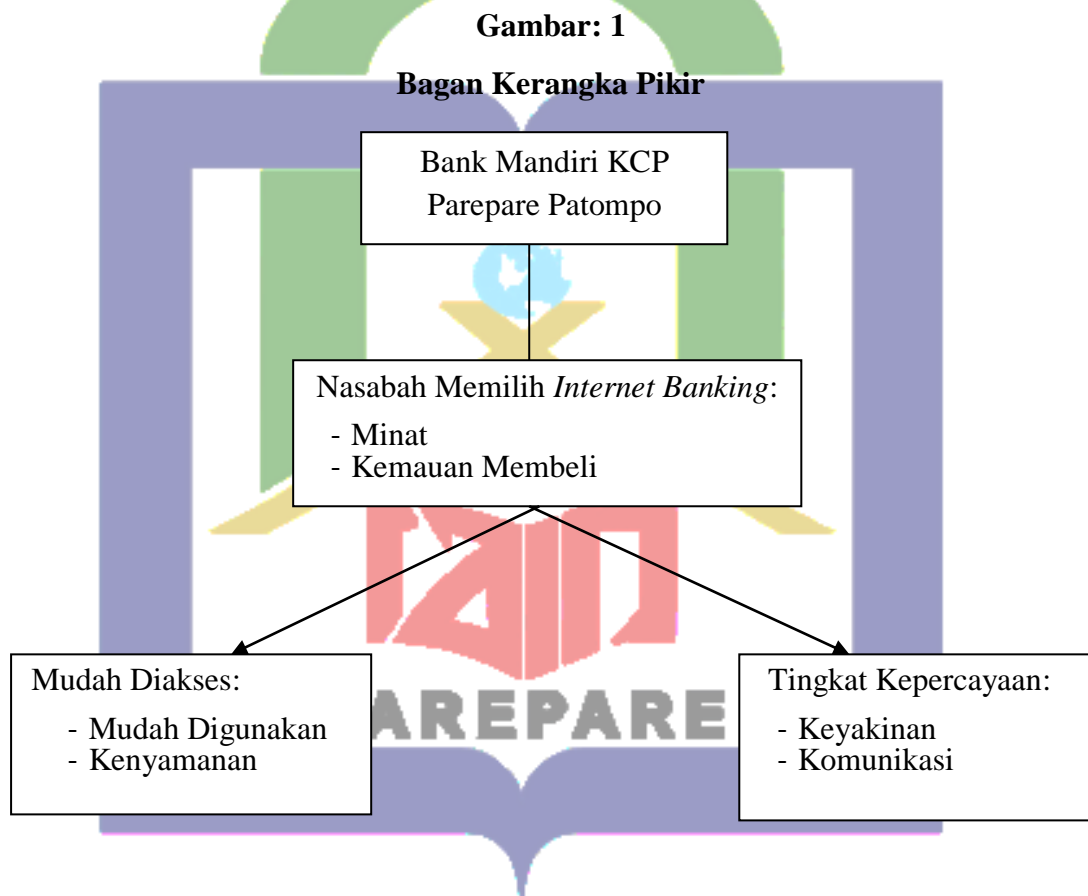 Gambar: 1
Bagan Kerangka Pikir
Bank Mandiri KCP
Parepare Patompo
Nasabah Memilih Internet Banking:
- Minat
- Kemauan Membeli
Mudah Diakses:
- Mudah Digunakan
- Kenyamanan
Tingkat Kepercayaan:
- Keyakinan
- Komunikasi
AREPARE